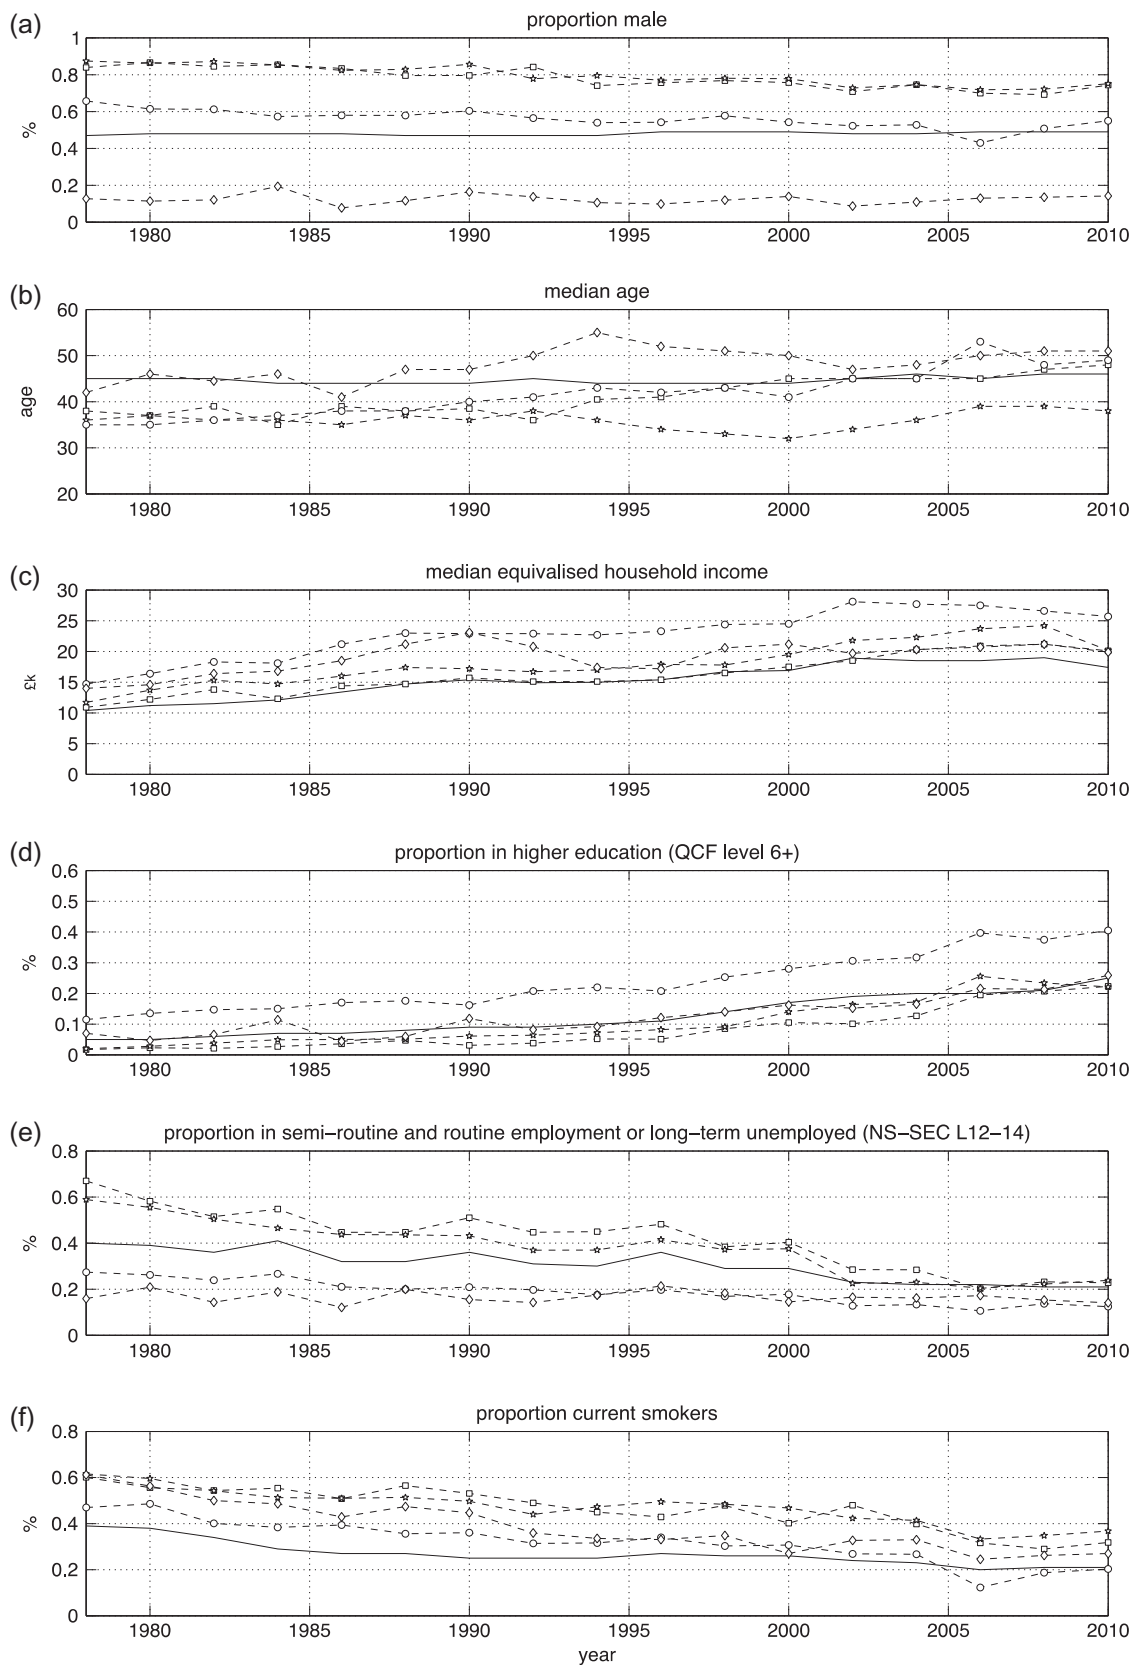 (a)
proportion male
1
0.8
0.6
0.4
0.2
0
%
1980 1985 1990 1995 2000 2005 2010
(b)
median age
60
50
40
30
20
age
1980 1985 1990 1995 2000 2005 2010
(c)
median equivalised household income
30
25
20
15
10
5
0
£k
1980 1985 1990 1995 2000 2005 2010
(d)
proportion in higher education (QCF level 6+)
0.6
0.5
0.4
0.3
0.2
0.1
0
%
1980 1985 1990 1995 2000 2005 2010
(e)
proportion in semi–routine and routine employment or long–term unemployed (NS–SEC L12–14)
0.8
0.6
0.4
0.2
0
%
1980 1985 1990 1995 2000 2005 2010
(f)
proportion current smokers
0.8
0.6
0.4
0.2
0
%
1980 1985 1990 1995 2000 2005 2010
year